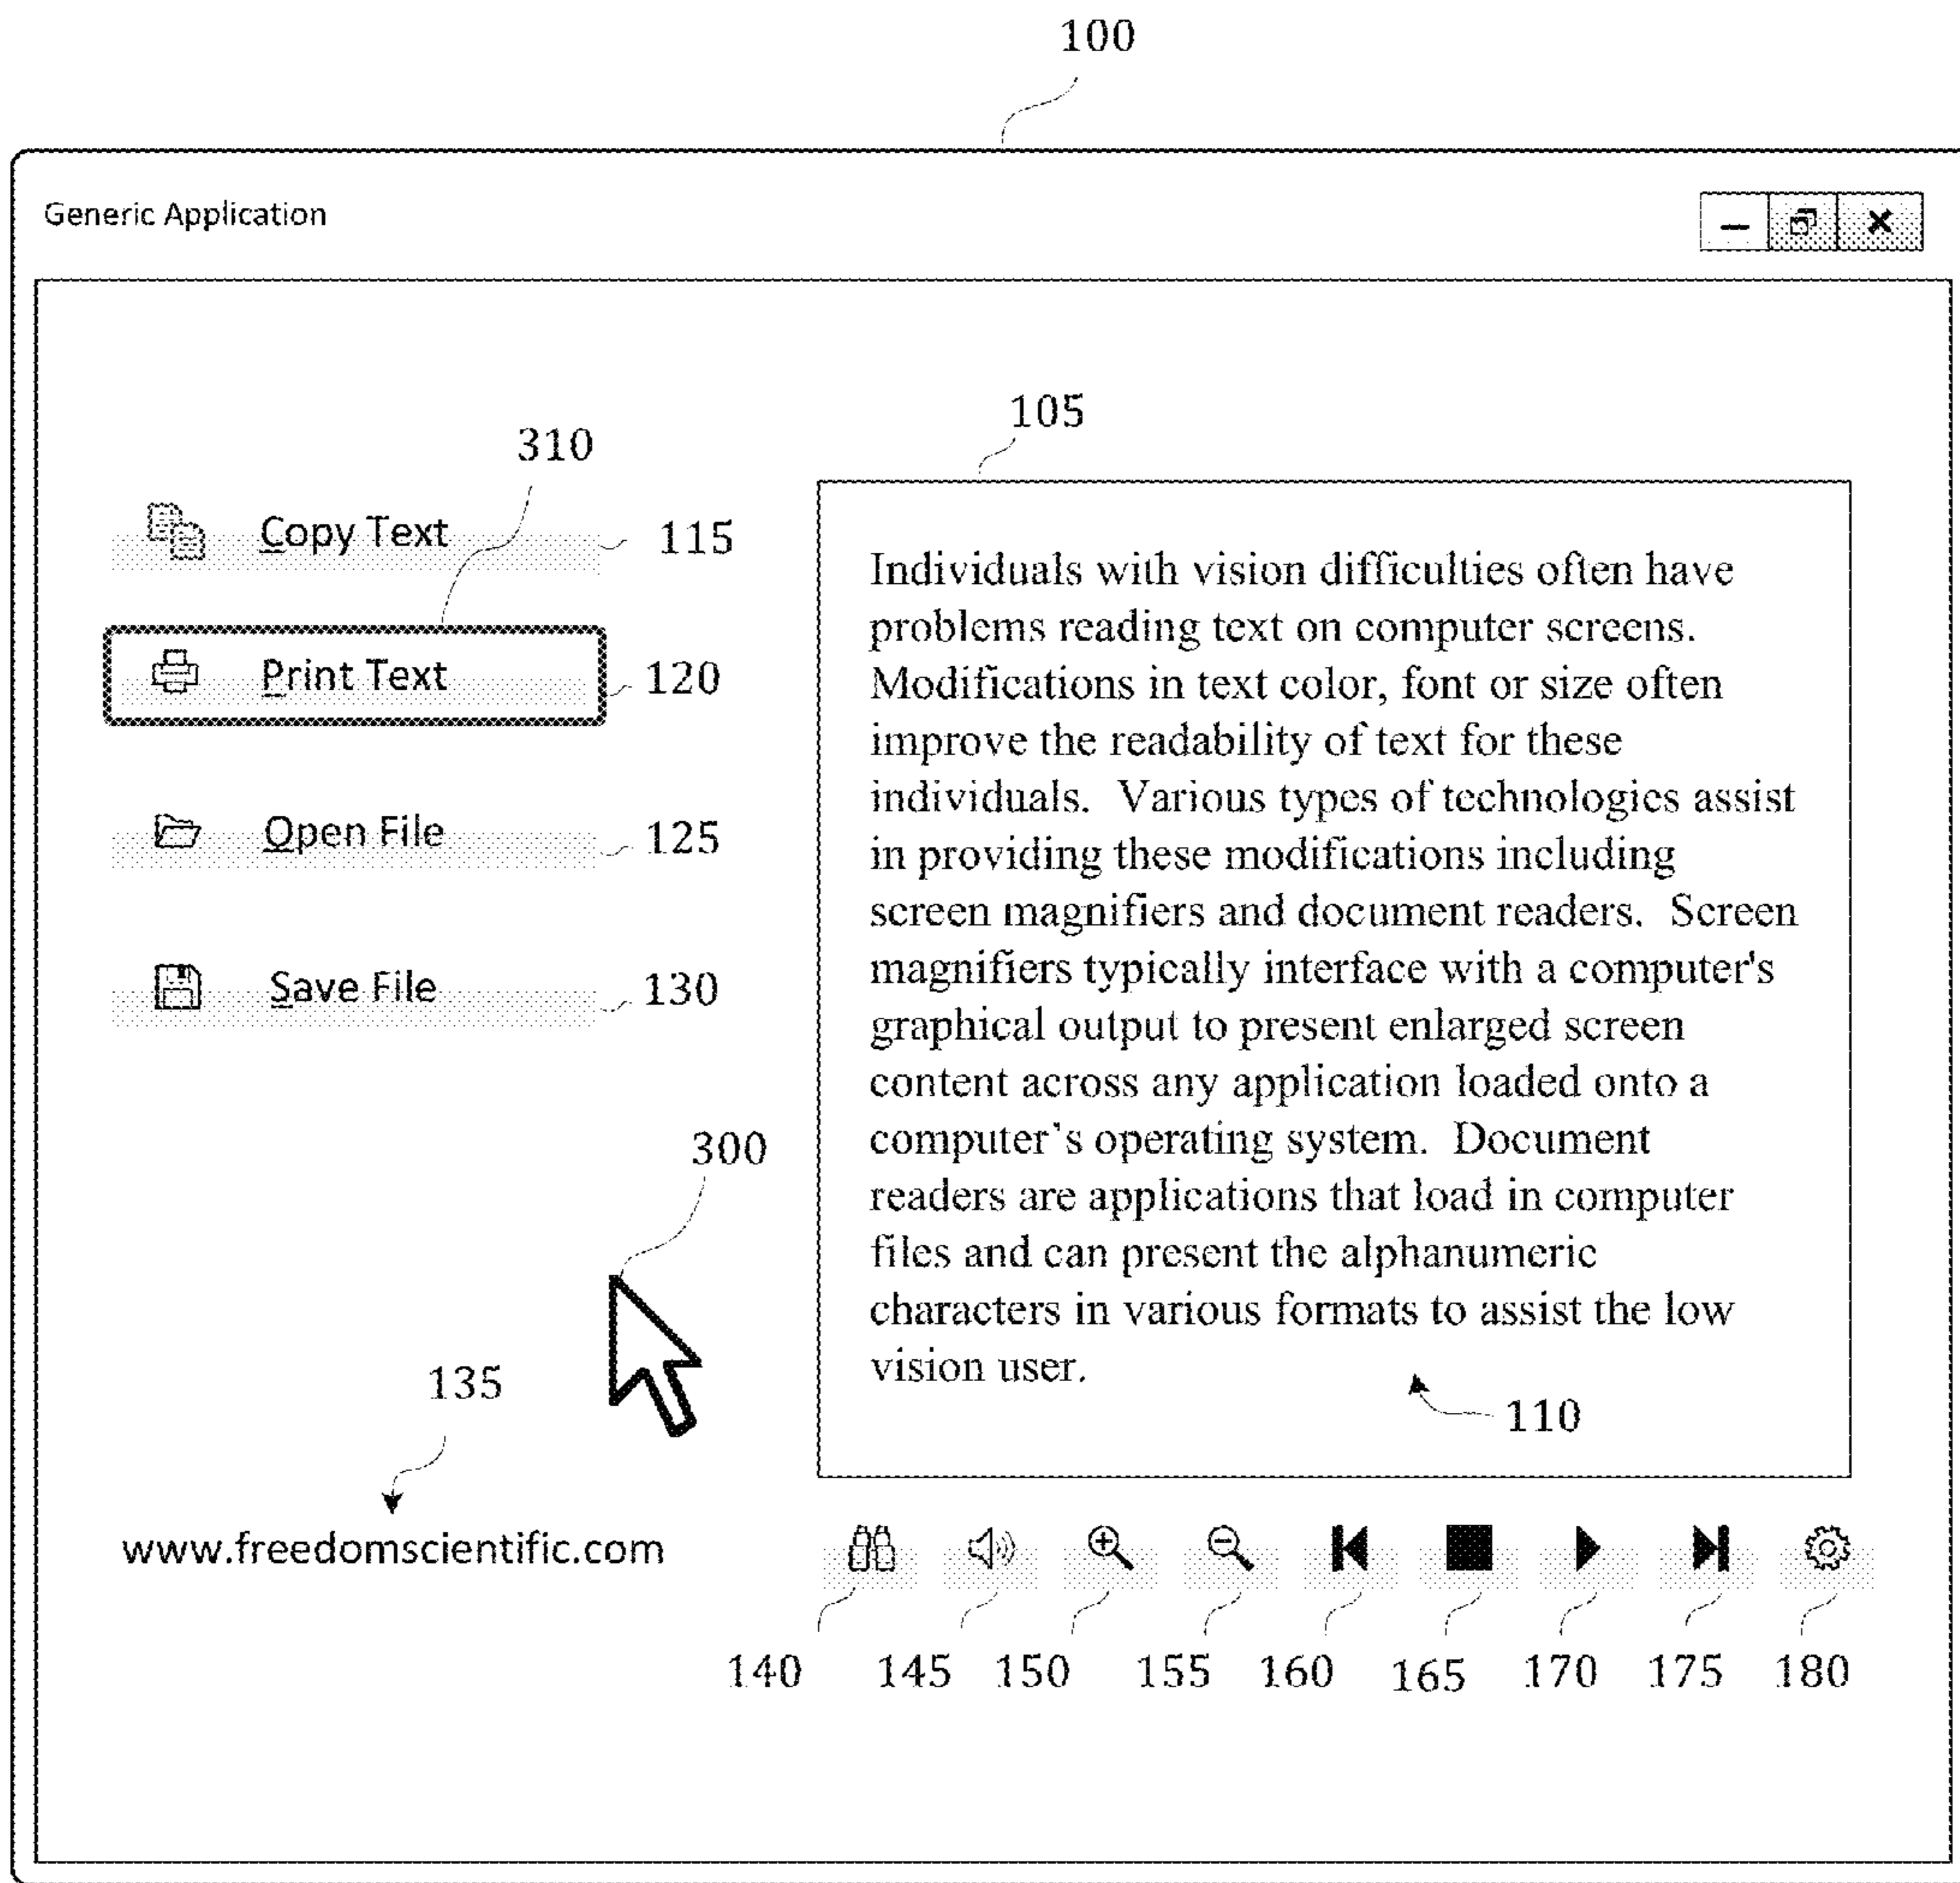 100
Generic Application
105
310
Copy Text 115
Print Text 120
Open File 125
Save File 130
Individuals with vision difficulties often have
problems reading text on computer screens.
Modifications in text color, font or size often
improve the readability of text for these
individuals.  Various types of technologies assist
in providing these modifications including
screen magnifiers and document readers.  Screen
magnifiers typically interface with a computer's
graphical output to present enlarged screen
content across any application loaded onto a
computer’s operating system.  Document
readers are applications that load in computer
files and can present the alphanumeric
characters in various formats to assist the low
vision user.
110
300
135
www.freedomscientific.com
140 145 150 155 160 165 170 175 180